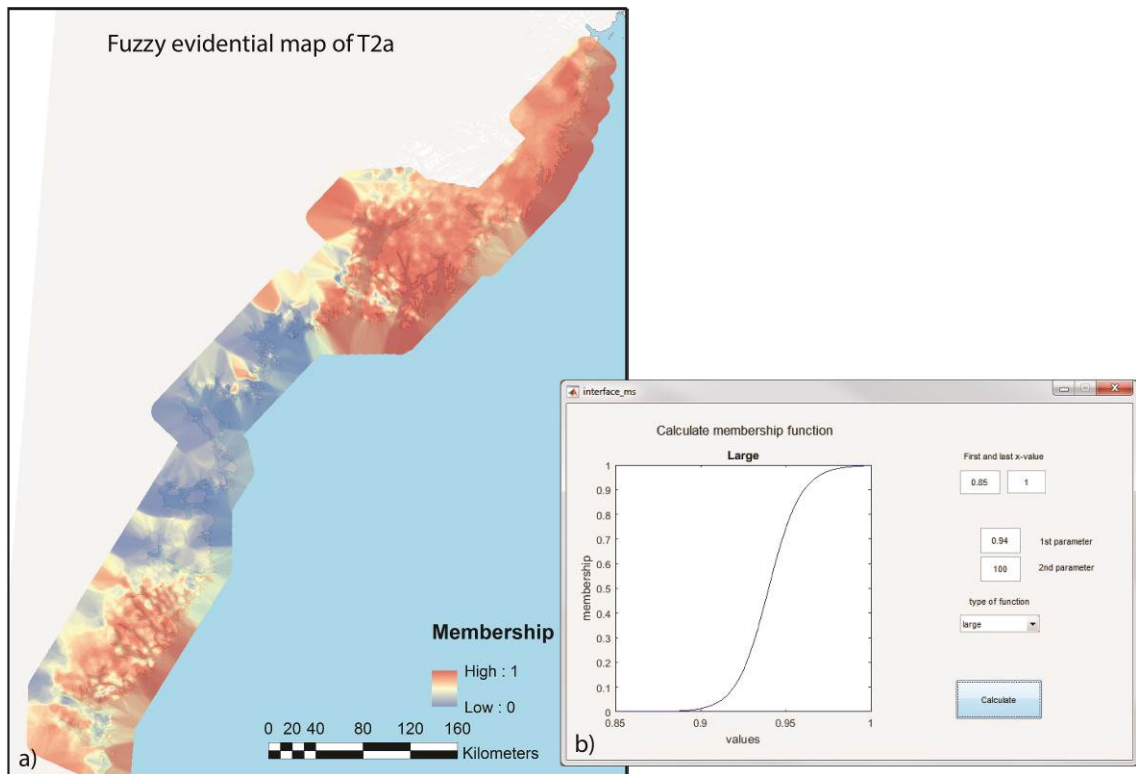 Fuzzy evidential map of T2a
Membership
High : 1
Low : 0
0 20 40 80 120 160
Kilometers
a)
interface_ms
Calculate membership function
Large
1
0.9
0.8
0.7
0.6
0.5
0.4
0.3
0.2
0.1
0
membership
0.85 0.9 0.95 1
values
First and last x-value
0.85 1
0.94 1st parameter
100 2nd parameter
type of function
large
Calculate
b)